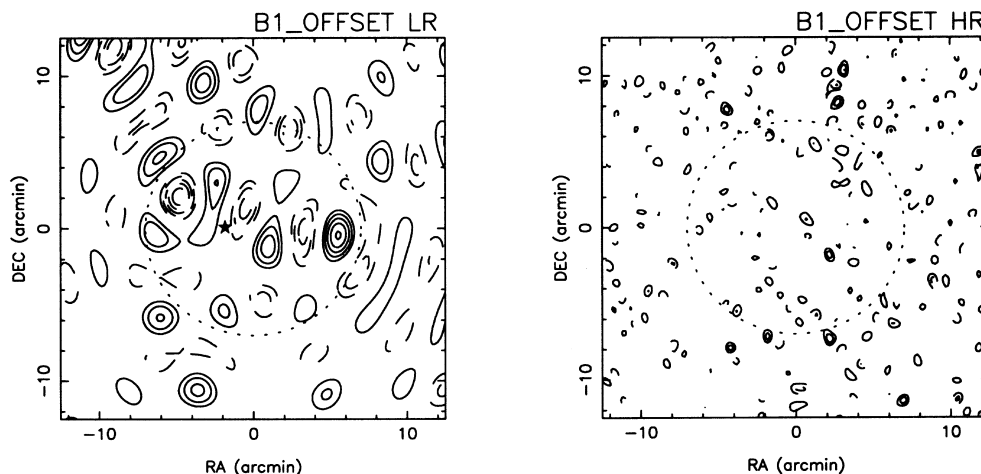 B1_OFFSET LR
10
0
-10
DEC (arcmin)
-10
0
10
RA (arcmin)
B1_OFFSET HR
10
0
-10
DEC (arcmin)
-10
0
10
RA (arcmin)